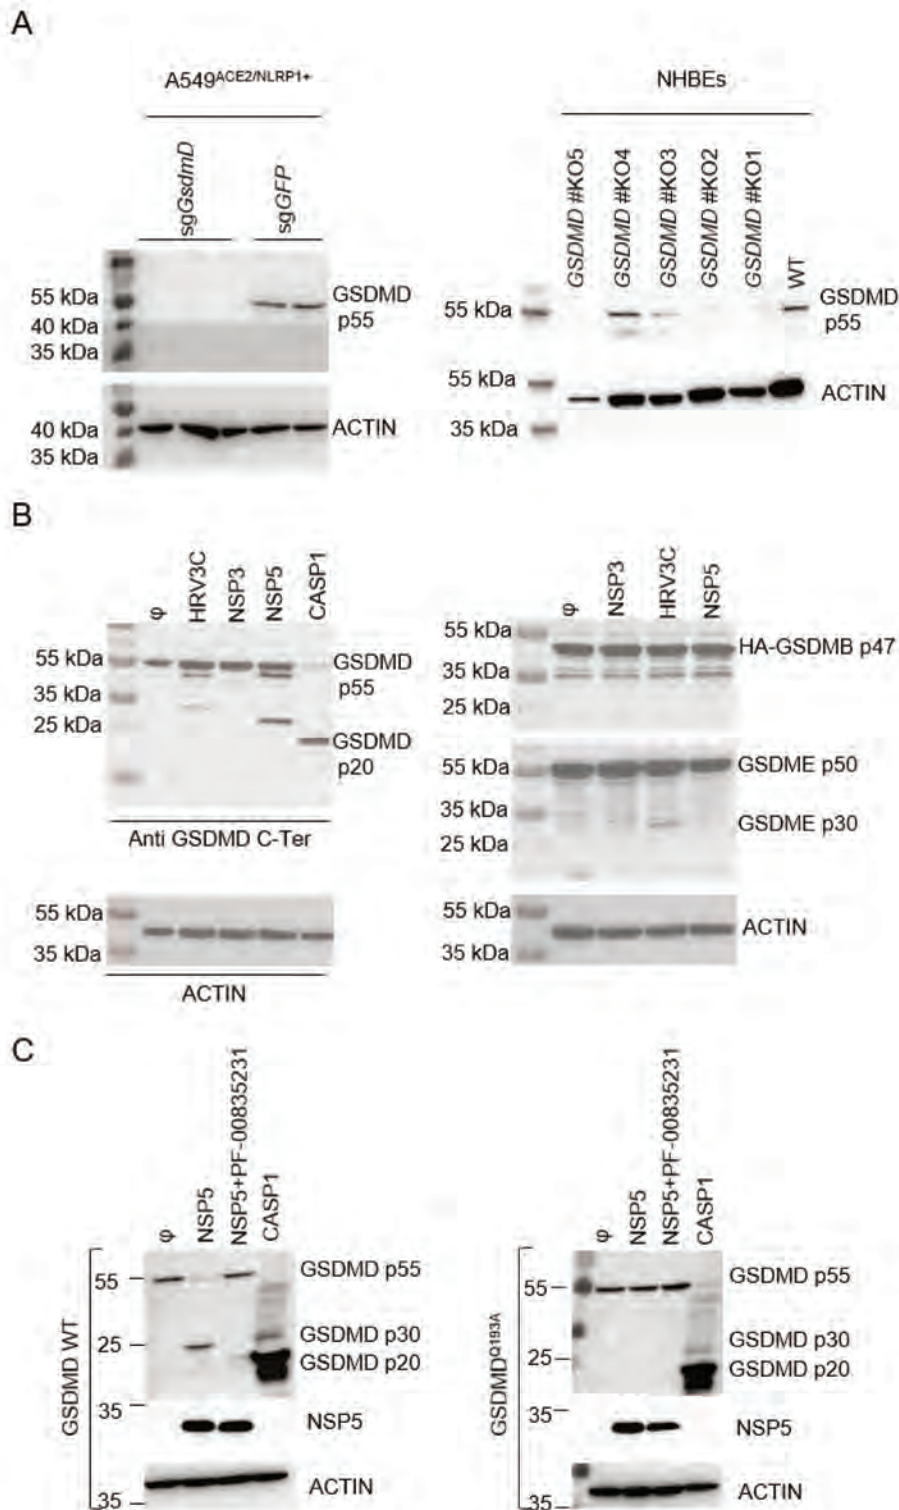 A
A549ACE2/NLRP1+
NHBEs
sgGsdmD
sgGFP
GSDMD #KO5
GSDMD #KO4
GSDMD #KO3
GSDMD #KO2
GSDMD #KO1
WT
55 kDa
40 kDa
35 kDa
GSDMD
p55
55 kDa
GSDMD
p55
40 kDa
35 kDa
ACTIN
55 kDa
35 kDa
ACTIN
B
φ
HRV3C
NSP3
NSP5
CASP1
55 kDa
35 kDa
25 kDa
GSDMD
p55
GSDMD
p20
Anti GSDMD C-Ter
55 kDa
35 kDa
ACTIN
φ
NSP3
HRV3C
NSP5
55 kDa
35 kDa
25 kDa
HA-GSDMB p47
55 kDa
35 kDa
25 kDa
GSDME p50
GSDME p30
55 kDa
35 kDa
ACTIN
C
φ
NSP5
NSP5+PF-00835231
CASP1
GSDMD WT
55
25
35
35
GSDMD p55
GSDMD p30
GSDMD p20
NSP5
ACTIN
φ
NSP5
NSP5+PF-00835231
CASP1
GSDMDQ193A
55
25
35
35
GSDMD p55
GSDMD p30
GSDMD p20
NSP5
ACTIN